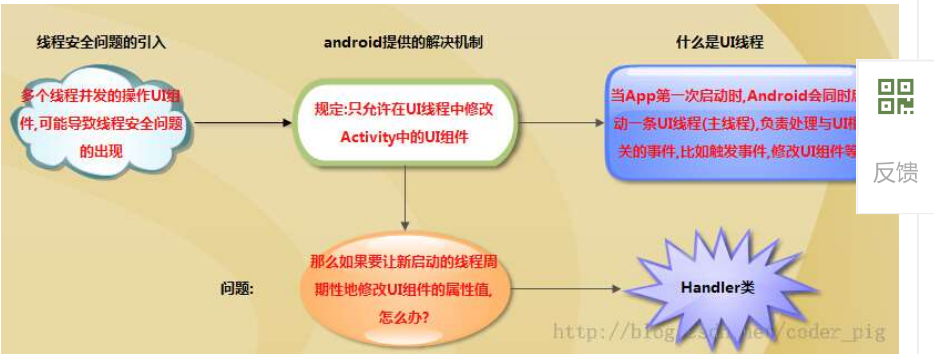 线程安全问题的引入
android提供的解决机制
什么是UI线程
多个线程并发的操作UI组
件,可能导致线程安全问题
的出现
规定:只允许在UI线程中修改
Activity中的UI组件
当App第一次启动时,Android会同时启
动一条UI线程(主线程),负责处理与UI相
关的事件,比如触发事件,修改UI组件等
反馈
问题:
那么如果要让新启动的线程周
期性地修改UI组件的属性值,
怎么办?
Handler类
http://blog.csdn.net/coder_pig